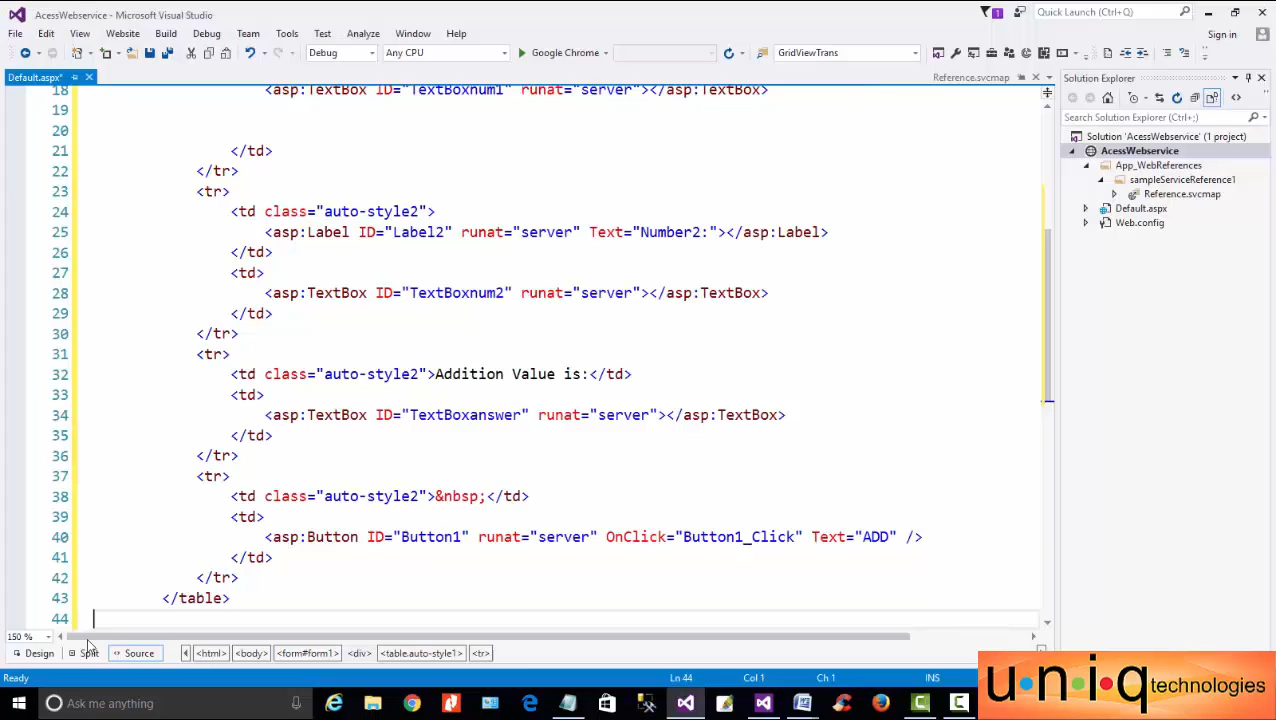 AcessWebservice - Microsoft Visual Studio
1
Quick Launch (Ctrl+Q)
File Edit View Website Build Debug Team Tools Test Analyze Window Help
Sign in
Debug Any CPU Google Chrome GridViewTrans
Default.aspx*
Reference.svcmap
Solution Explorer
Search Solution Explorer (Ctrl+;)
Solution 'AcessWebservice' (1 project)
AcessWebservice
App_WebReferences
sampleServiceReference1
Reference.svcmap
Default.aspx
Web.config
18 <asp:TextBox ID="TextBoxnum1" runat="server"></asp:TextBox>
19
20
21 </td>
22 </tr>
23 <tr>
24 <td class="auto-style2">
25 <asp:Label ID="Label2" runat="server" Text="Number2:"></asp:Label>
26 </td>
27 <td>
28 <asp:TextBox ID="TextBoxnum2" runat="server"></asp:TextBox>
29 </td>
30 </tr>
31 <tr>
32 <td class="auto-style2">Addition Value is:</td>
33 <td>
34 <asp:TextBox ID="TextBoxanswer" runat="server"></asp:TextBox>
35 </td>
36 </tr>
37 <tr>
38 <td class="auto-style2">&nbsp;</td>
39 <td>
40 <asp:Button ID="Button1" runat="server" OnClick="Button1_Click" Text="ADD" />
41 </td>
42 </tr>
43 </table>
44
150 %
Design Split Source <html> <body> <form#form1> <div> <table.auto-style1> <tr>
Ready Ln 44 Col 1 Ch 1 INS
Ask me anything
uniq technologies